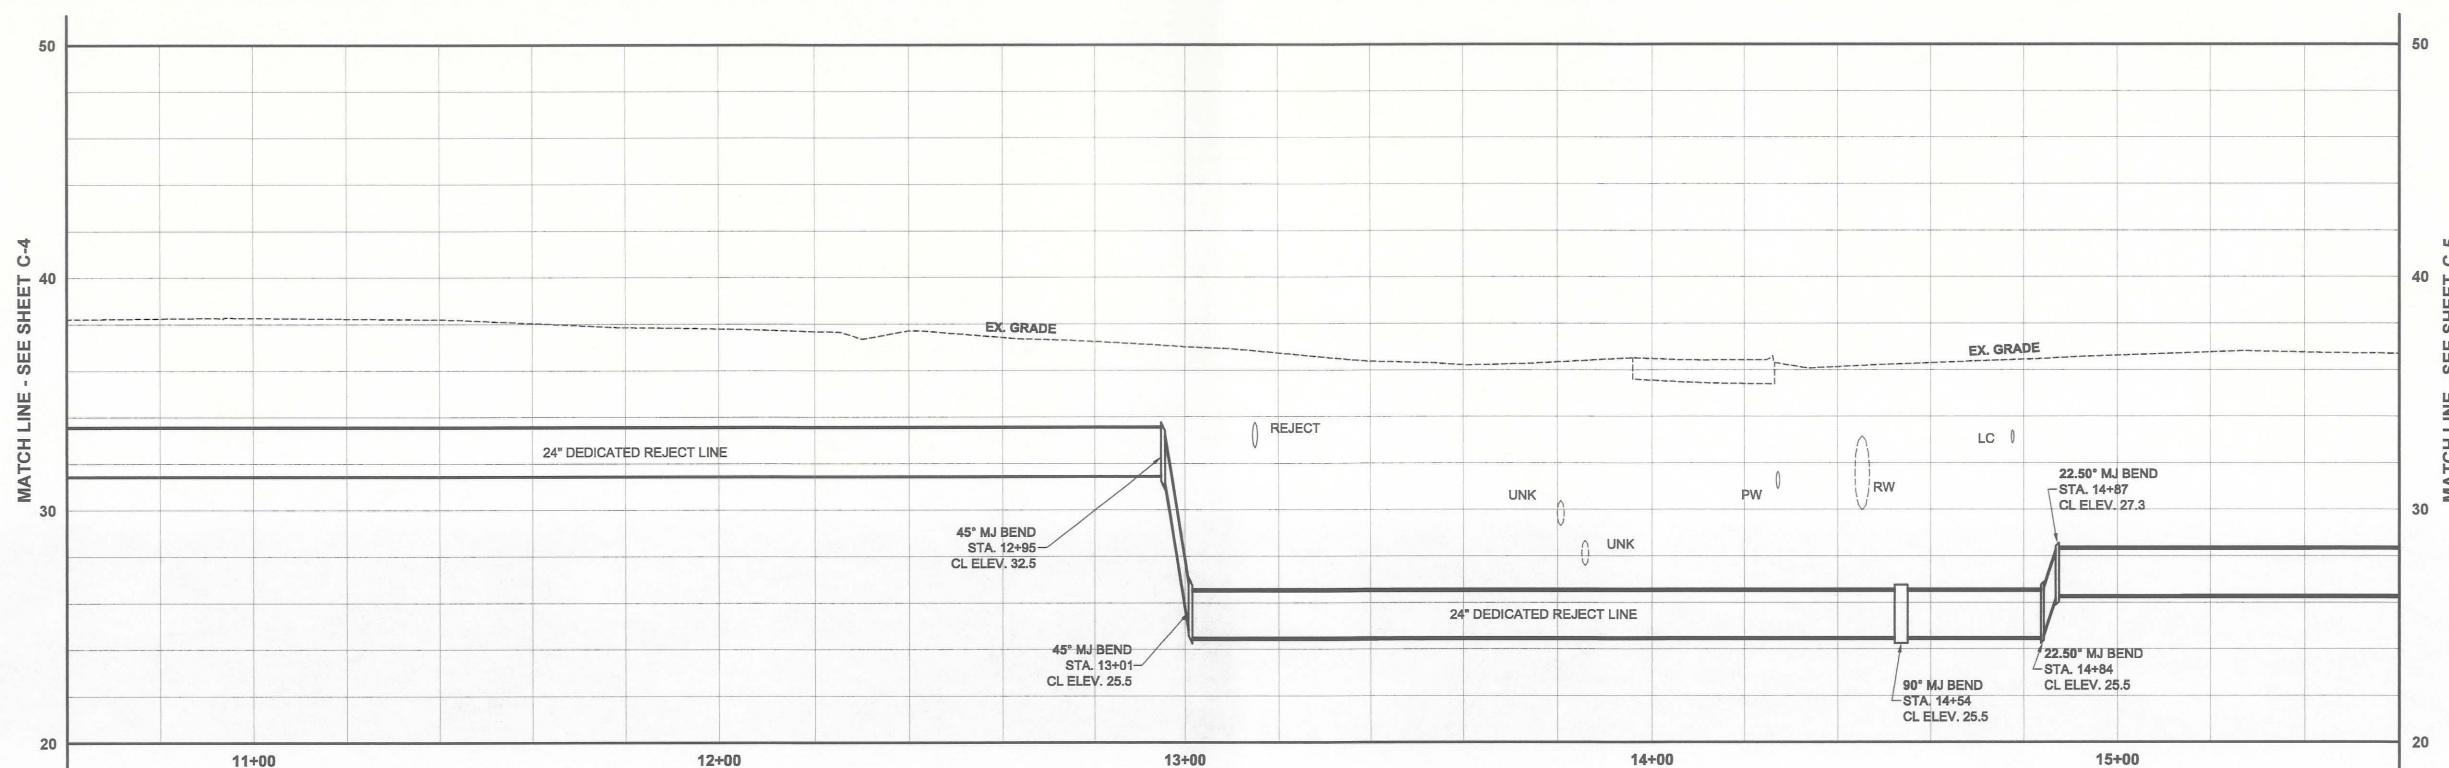 50
50
MATCH LINE - SEE SHEET C-4
40
40
EX. GRADE
EX. GRADE
REJECT
24" DEDICATED REJECT LINE
LC
22.50° MJ BEND
STA. 14+87
CL ELEV. 27.3
RW
PW
UNK
30
30
45° MJ BEND
STA. 12+95
CL ELEV. 32.5
UNK
24" DEDICATED REJECT LINE
45° MJ BEND
STA. 13+01
CL ELEV. 25.5
22.50° MJ BEND
STA. 14+84
CL ELEV. 25.5
90° MJ BEND
STA. 14+54
CL ELEV. 25.5
20
20
11+00
12+00
13+00
14+00
15+00